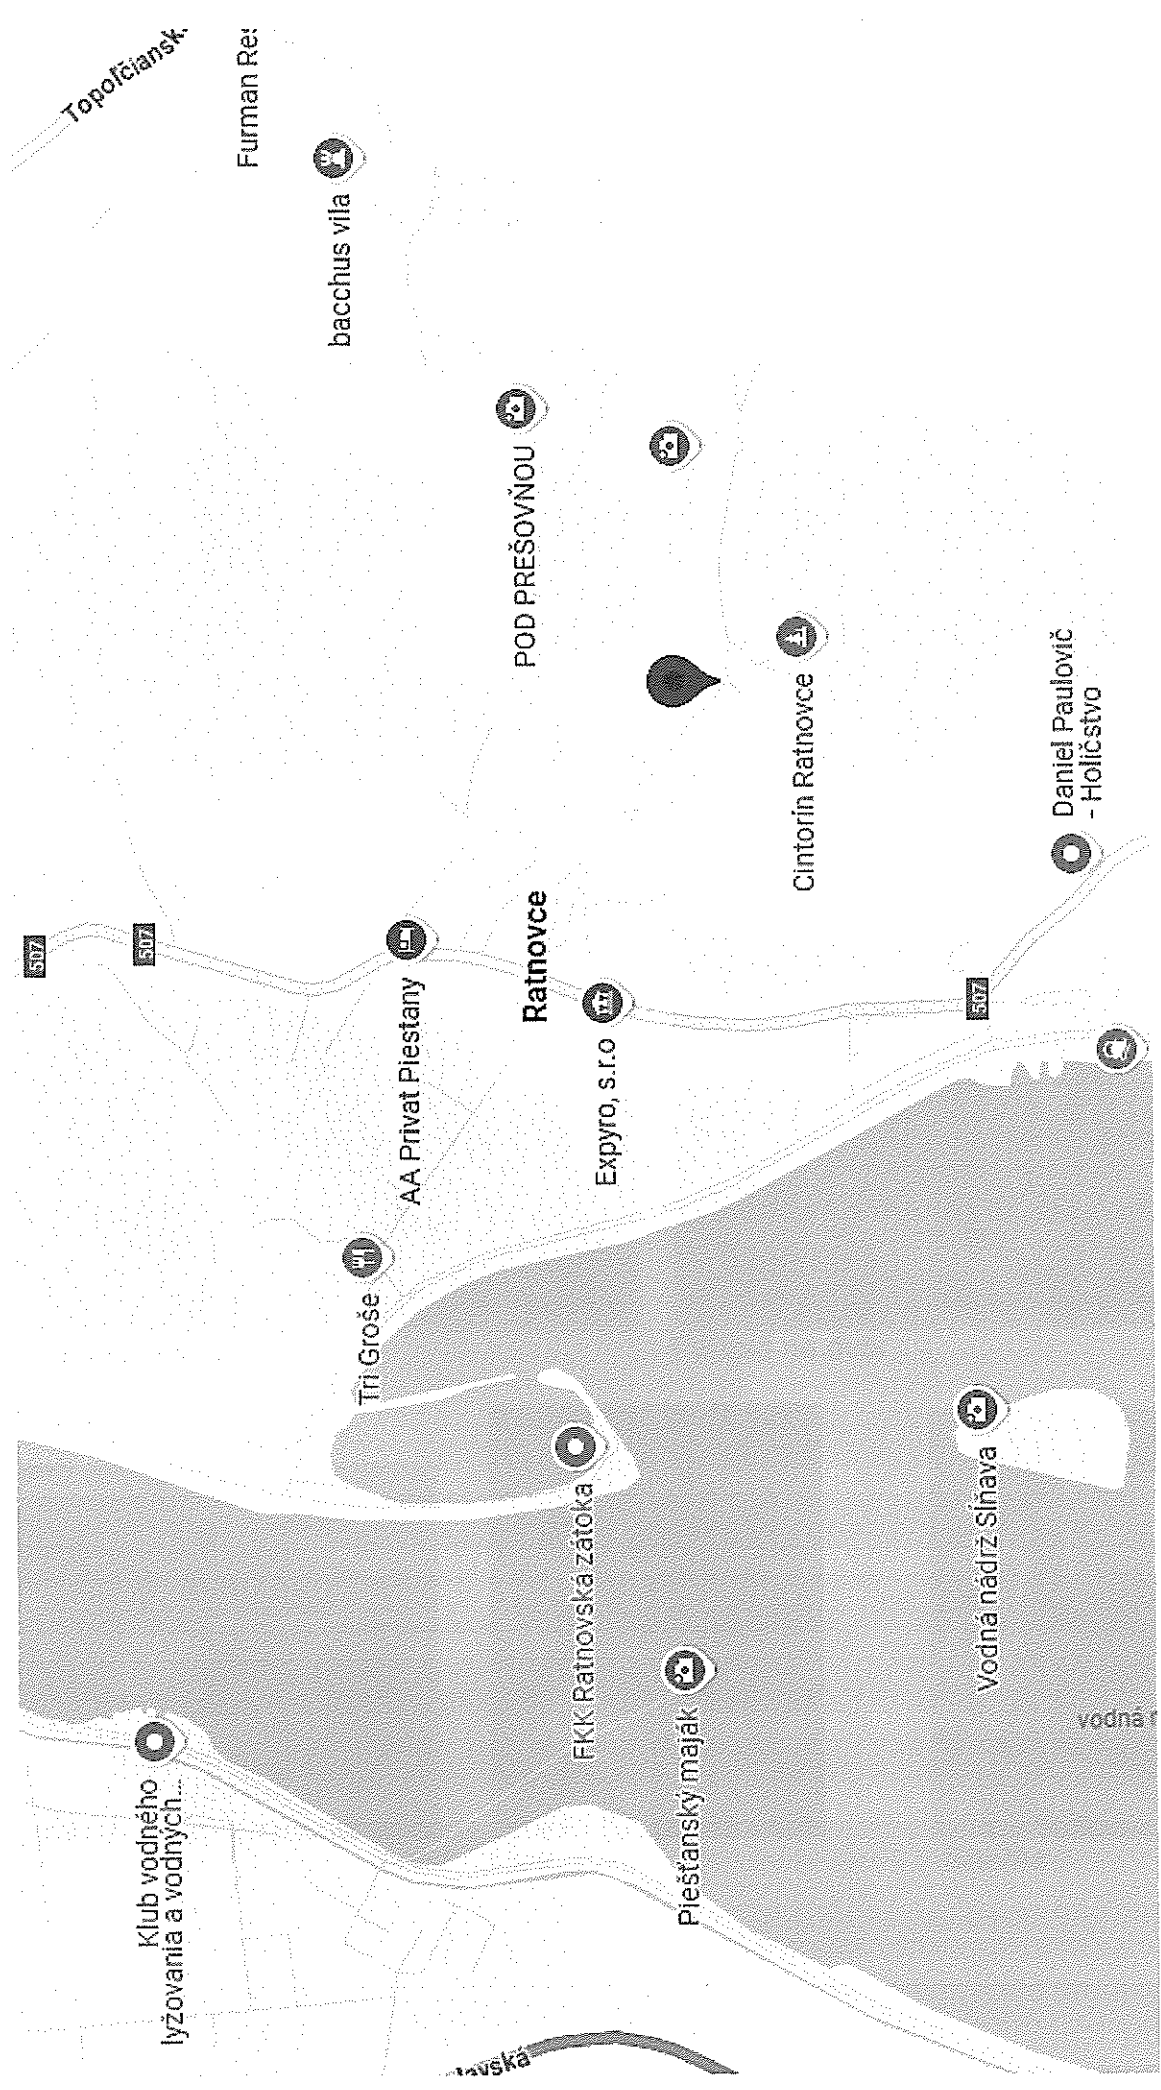 Topoľčiansk
Furman Re
bacchus vila
POD PREŠOVŇOU
Cintorín Ratnovce
Daniel Paulovič
- Holičstvo
507
507
507
Ratnovce
AA Privat Piestany
Expyro, s.r.o
Tri Groše
FKK Ratnovská zátoka
Vodná nádrž Sĺňava
Piešťanský maják
vodná
Klub vodného
lyžovania a vodných...
lavská